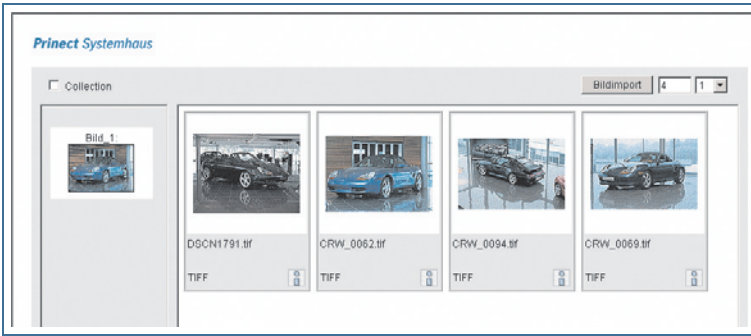 Prinect Systemhaus
Collection
Bildimport 4 1
Bild_1:
DSCN1791.tif CRW_0062.tif CRW_0094.tif CRW_0069.tif
TIFF TIFF TIFF TIFF